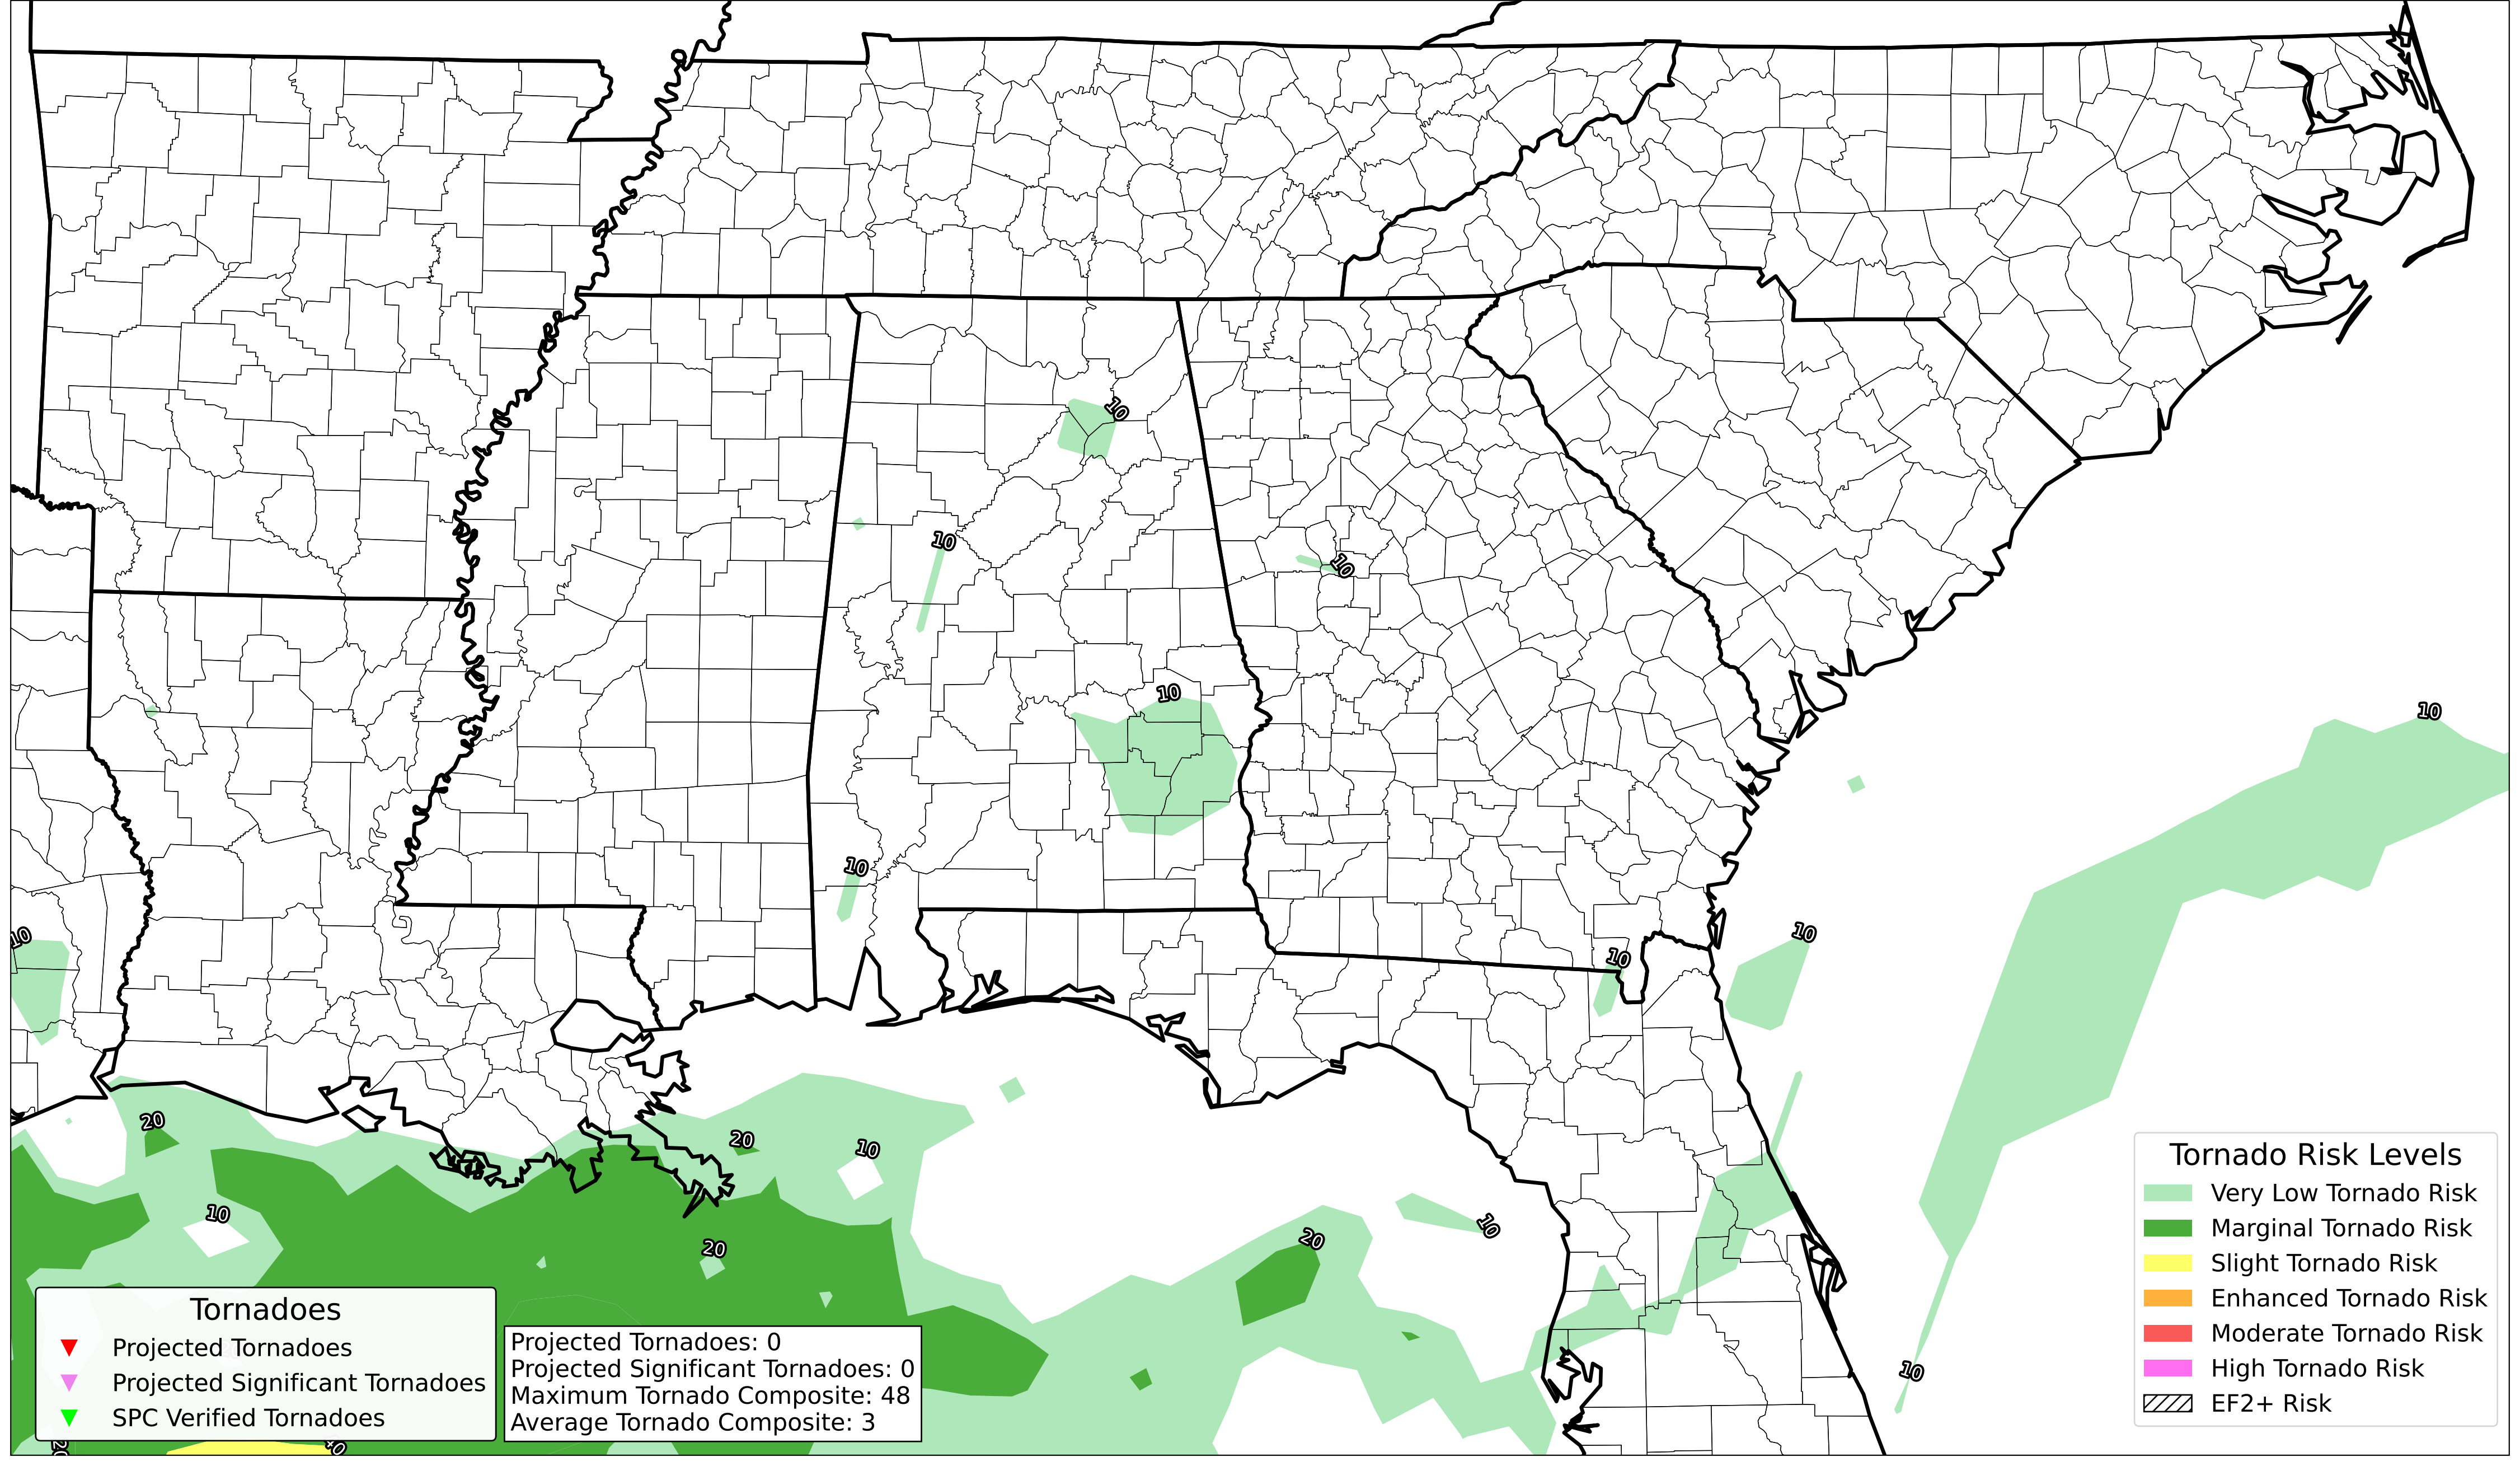 10
10
10
10
10
10
10
10
10
20
20
10
10
20
20
10
10
20
40
Tornadoes
Projected Tornadoes
Projected Significant Tornadoes
SPC Verified Tornadoes
Projected Tornadoes: 0
Projected Significant Tornadoes: 0
Maximum Tornado Composite: 48
Average Tornado Composite: 3
Tornado Risk Levels
Very Low Tornado Risk
Marginal Tornado Risk
Slight Tornado Risk
Enhanced Tornado Risk
Moderate Tornado Risk
High Tornado Risk
EF2+ Risk